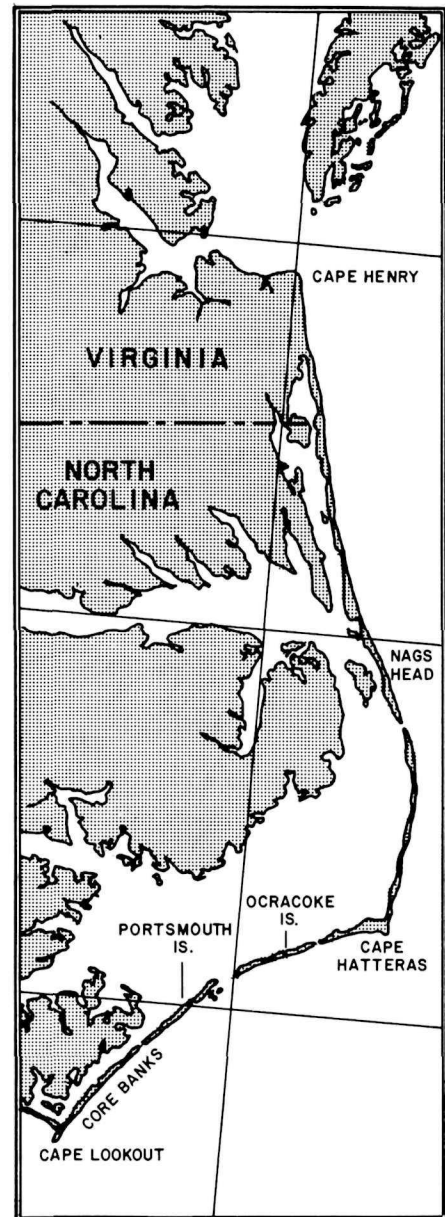 CAPE HENRY
VIRGINIA
NORTH
CAROLINA
NAGS
HEAD
OCRACOKE
IS.
PORTSMOUTH
IS.
CAPE
HATTERAS
CORE BANKS
CAPE LOOKOUT